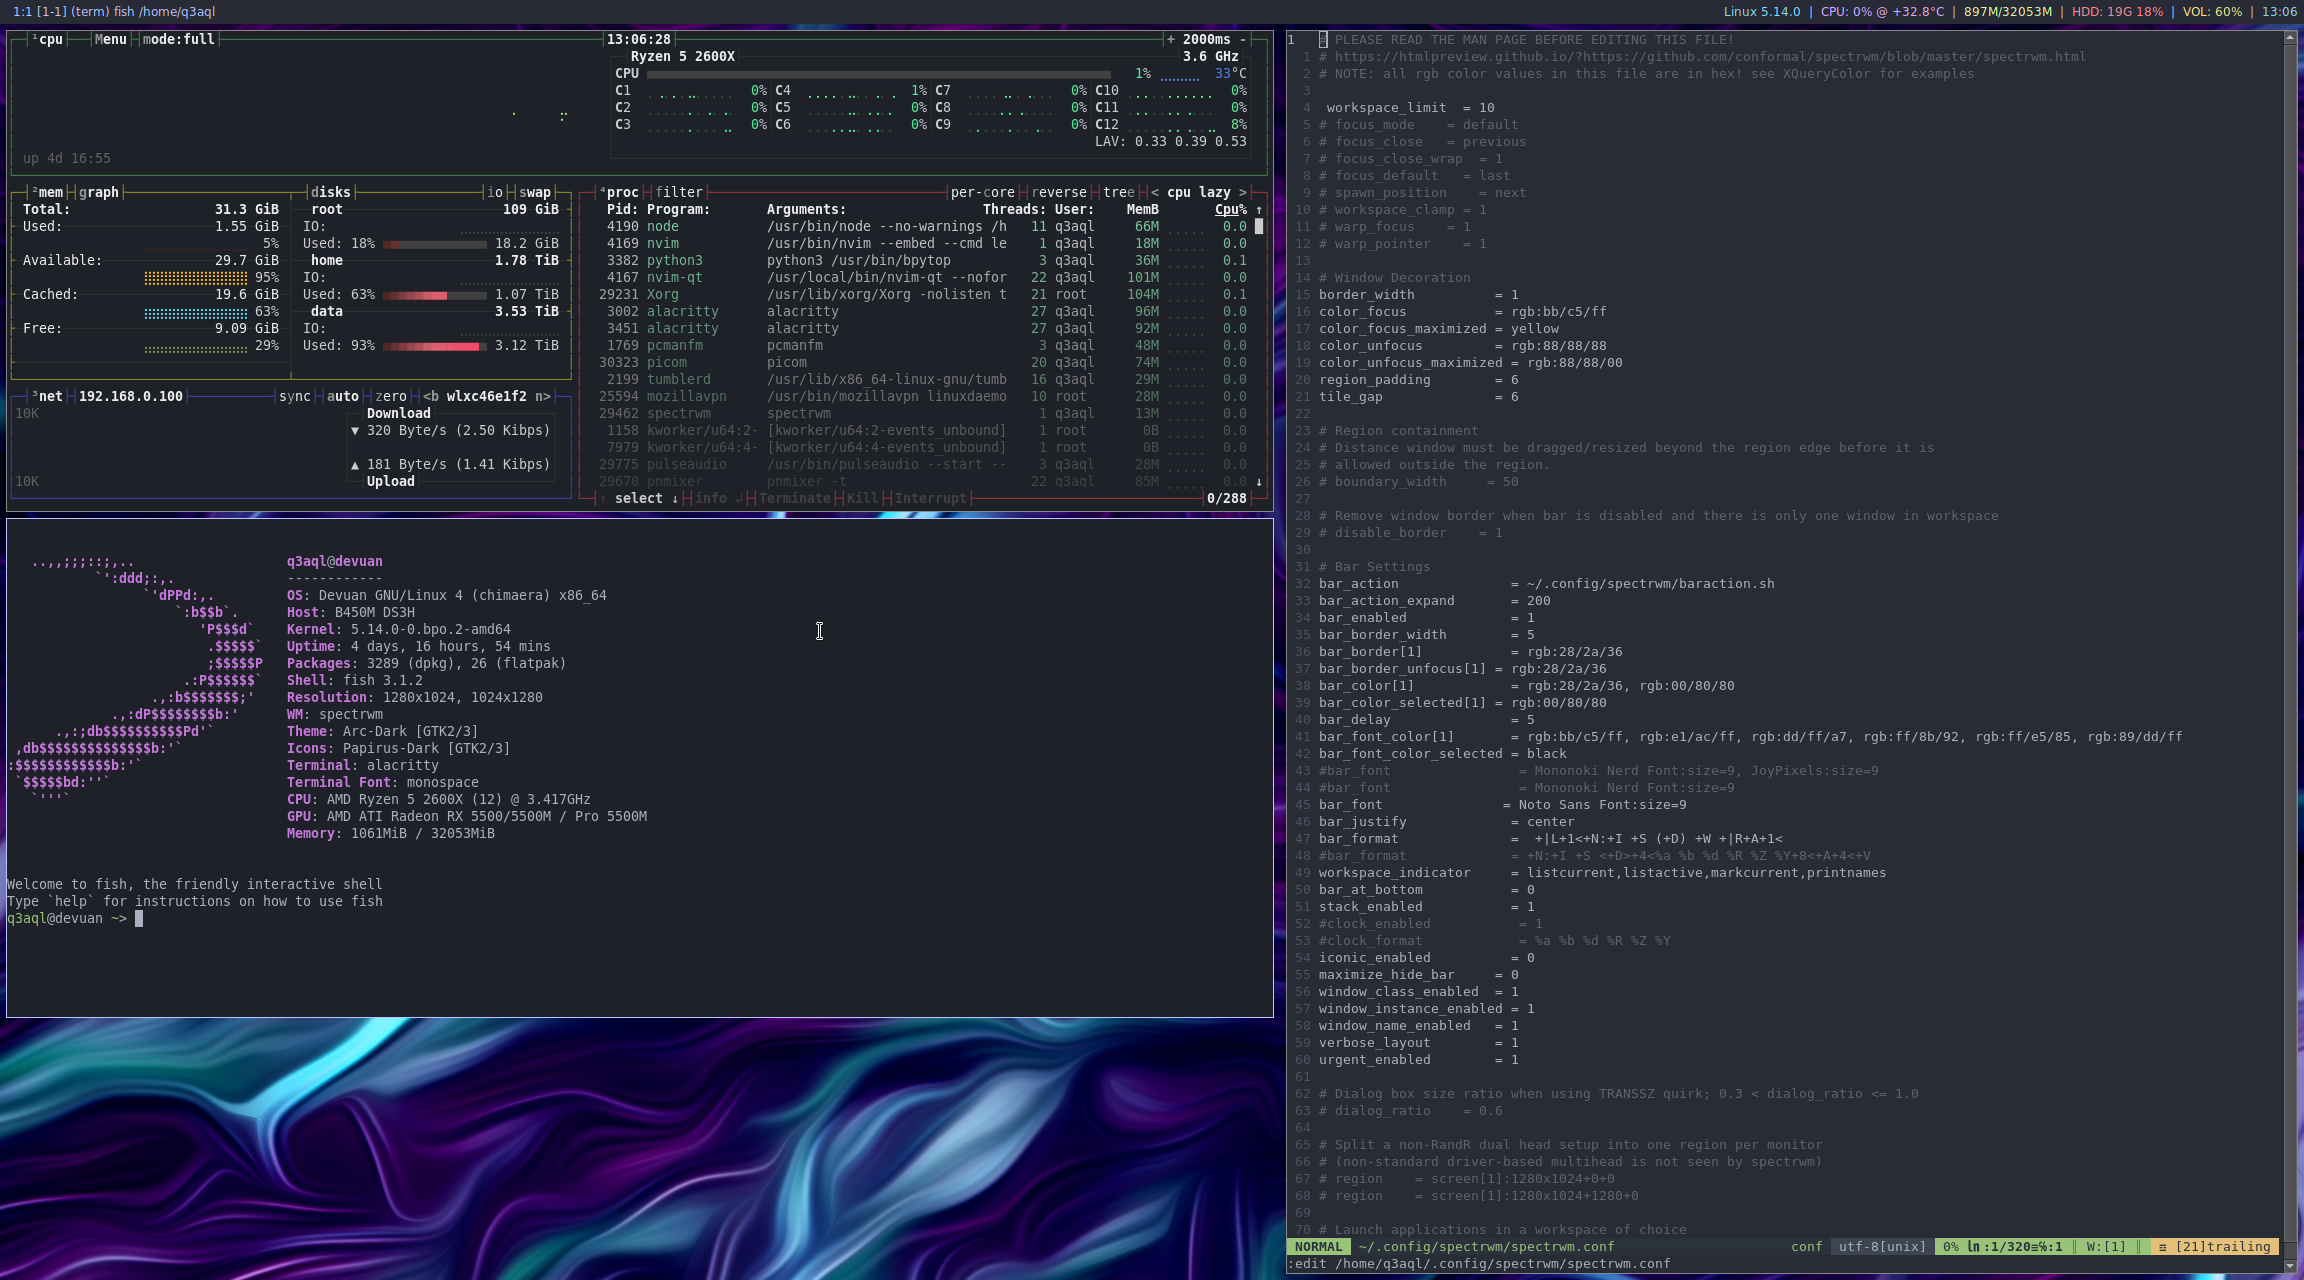 1:1 [1-1] (term) fish /home/q3aql
Linux 5.14.0 | CPU: 0% @ +32.8°C | 897M/32053M | HDD: 19G 18% | VOL: 60% | 13:06
¹cpu Menu mode:full 13:06:28 + 2000ms -
Ryzen 5 2600X 3.6 GHz
CPU 1% 33°C
C1 0% C4 1% C7 0% C10 0%
C2 0% C5 0% C8 0% C11 0%
C3 0% C6 0% C9 0% C12 8%
LAV: 0.33 0.39 0.53
up 4d 16:55
²mem graph disks io swap
Total: 31.3 GiB root 109 GiB
Used: 1.55 GiB IO:
5% Used: 18% 18.2 GiB
Available: 29.7 GiB home 1.78 TiB
95% IO:
Cached: 19.6 GiB Used: 63% 1.07 TiB
63% data 3.53 TiB
Free: 9.09 GiB IO:
29% Used: 93% 3.12 TiB
⁴proc filter per-core reverse tree < cpu lazy >
Pid: Program: Arguments: Threads: User: MemB Cpu% ↑
4190 node /usr/bin/node --no-warnings /h 11 q3aql 66M 0.0
4169 nvim /usr/bin/nvim --embed --cmd le 1 q3aql 18M 0.0
3382 python3 python3 /usr/bin/bpytop 3 q3aql 36M 0.1
4167 nvim-qt /usr/local/bin/nvim-qt --nofor 22 q3aql 101M 0.0
29231 Xorg /usr/lib/xorg/Xorg -nolisten t 21 root 104M 0.1
3002 alacritty alacritty 27 q3aql 96M 0.0
3451 alacritty alacritty 27 q3aql 92M 0.0
1769 pcmanfm pcmanfm 3 q3aql 48M 0.0
30323 picom picom 20 q3aql 74M 0.0
2199 tumblerd /usr/lib/x86_64-linux-gnu/tumb 16 q3aql 29M 0.0
25594 mozillavpn /usr/bin/mozillavpn linuxdaemo 10 root 28M 0.0
29462 spectrwm spectrwm 1 q3aql 13M 0.0
1158 kworker/u64:2- [kworker/u64:2-events_unbound] 1 root 0B 0.0
7979 kworker/u64:4- [kworker/u64:4-events_unbound] 1 root 0B 0.0
29775 pulseaudio /usr/bin/pulseaudio --start -- 3 q3aql 28M 0.0
29670 pnmixer pnmixer -t 22 q3aql 85M 0.0 ↓
↑ select ↓ info ↲ Terminate Kill Interrupt 0/288
³net 192.168.0.100 sync auto zero <b wlxc46e1f2 n>
10K Download
▼ 320 Byte/s (2.50 Kibps)
▲ 181 Byte/s (1.41 Kibps)
10K Upload
..,,;;;::;,..
`':ddd;:,.
`'dPPd:,.
`:b$$b`.
'P$$$d`
.$$$$$`
;$$$$$P
.:P$$$$$$`
.,:b$$$$$$$;'
.,:dP$$$$$$$$b:'
.,:;db$$$$$$$$$$Pd'`
,db$$$$$$$$$$$$$$b:'`
:$$$$$$$$$$$$b:'`
`$$$$$bd:''`
`'''`
q3aql@devuan
------------
OS: Devuan GNU/Linux 4 (chimaera) x86_64
Host: B450M DS3H
Kernel: 5.14.0-0.bpo.2-amd64
Uptime: 4 days, 16 hours, 54 mins
Packages: 3289 (dpkg), 26 (flatpak)
Shell: fish 3.1.2
Resolution: 1280x1024, 1024x1280
WM: spectrwm
Theme: Arc-Dark [GTK2/3]
Icons: Papirus-Dark [GTK2/3]
Terminal: alacritty
Terminal Font: monospace
CPU: AMD Ryzen 5 2600X (12) @ 3.417GHz
GPU: AMD ATI Radeon RX 5500/5500M / Pro 5500M
Memory: 1061MiB / 32053MiB
Welcome to fish, the friendly interactive shell
Type `help` for instructions on how to use fish
q3aql@devuan ~>
1 # PLEASE READ THE MAN PAGE BEFORE EDITING THIS FILE!
1 # https://htmlpreview.github.io/?https://github.com/conformal/spectrwm/blob/master/spectrwm.html
2 # NOTE: all rgb color values in this file are in hex! see XQueryColor for examples
3
4 workspace_limit = 10
5 # focus_mode = default
6 # focus_close = previous
7 # focus_close_wrap = 1
8 # focus_default = last
9 # spawn_position = next
10 # workspace_clamp = 1
11 # warp_focus = 1
12 # warp_pointer = 1
13
14 # Window Decoration
15 border_width = 1
16 color_focus = rgb:bb/c5/ff
17 color_focus_maximized = yellow
18 color_unfocus = rgb:88/88/88
19 color_unfocus_maximized = rgb:88/88/00
20 region_padding = 6
21 tile_gap = 6
22
23 # Region containment
24 # Distance window must be dragged/resized beyond the region edge before it is
25 # allowed outside the region.
26 # boundary_width = 50
27
28 # Remove window border when bar is disabled and there is only one window in workspace
29 # disable_border = 1
30
31 # Bar Settings
32 bar_action = ~/.config/spectrwm/baraction.sh
33 bar_action_expand = 200
34 bar_enabled = 1
35 bar_border_width = 5
36 bar_border[1] = rgb:28/2a/36
37 bar_border_unfocus[1] = rgb:28/2a/36
38 bar_color[1] = rgb:28/2a/36, rgb:00/80/80
39 bar_color_selected[1] = rgb:00/80/80
40 bar_delay = 5
41 bar_font_color[1] = rgb:bb/c5/ff, rgb:e1/ac/ff, rgb:dd/ff/a7, rgb:ff/8b/92, rgb:ff/e5/85, rgb:89/dd/ff
42 bar_font_color_selected = black
43 #bar_font = Mononoki Nerd Font:size=9, JoyPixels:size=9
44 #bar_font = Mononoki Nerd Font:size=9
45 bar_font = Noto Sans Font:size=9
46 bar_justify = center
47 bar_format = +|L+1<+N:+I +S (+D) +W +|R+A+1<
48 #bar_format = +N:+I +S <+D>+4<%a %b %d %R %Z %Y+8<+A+4<+V
49 workspace_indicator = listcurrent,listactive,markcurrent,printnames
50 bar_at_bottom = 0
51 stack_enabled = 1
52 #clock_enabled = 1
53 #clock_format = %a %b %d %R %Z %Y
54 iconic_enabled = 0
55 maximize_hide_bar = 0
56 window_class_enabled = 1
57 window_instance_enabled = 1
58 window_name_enabled = 1
59 verbose_layout = 1
60 urgent_enabled = 1
61
62 # Dialog box size ratio when using TRANSSZ quirk; 0.3 < dialog_ratio <= 1.0
63 # dialog_ratio = 0.6
64
65 # Split a non-RandR dual head setup into one region per monitor
66 # (non-standard driver-based multihead is not seen by spectrwm)
67 # region = screen[1]:1280x1024+0+0
68 # region = screen[1]:1280x1024+1280+0
69
70 # Launch applications in a workspace of choice
NORMAL ~/.config/spectrwm/spectrwm.conf conf utf-8[unix] 0% ㏑:1/320≡℅:1 W:[1] Ξ [21]trailing
:edit /home/q3aql/.config/spectrwm/spectrwm.conf